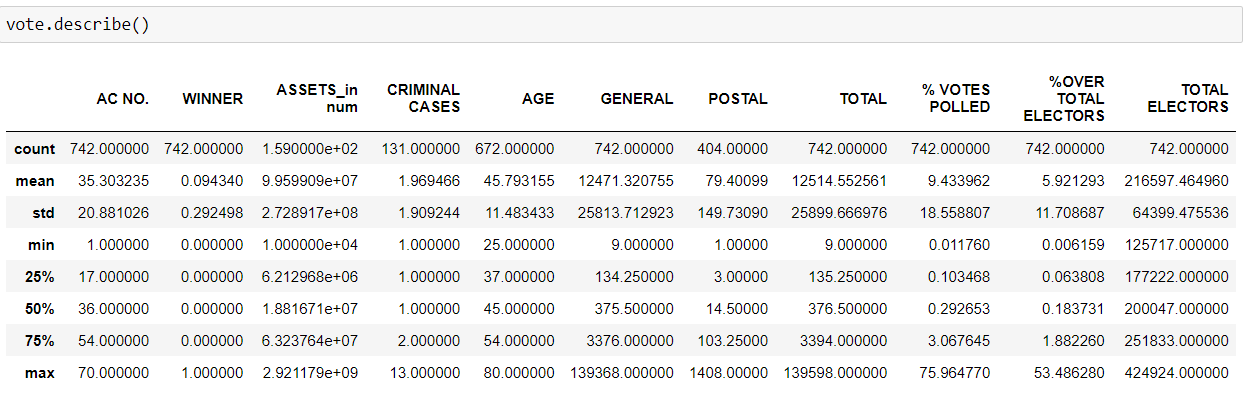 vote.describe()
AC NO. WINNER ASSETS_in num CRIMINAL CASES AGE GENERAL POSTAL TOTAL % VOTES POLLED %OVER TOTAL ELECTORS TOTAL ELECTORS
count 742.000000 742.000000 1.590000e+02 131.000000 672.000000 742.000000 404.00000 742.000000 742.000000 742.000000 742.000000
mean 35.303235 0.094340 9.959909e+07 1.969466 45.793155 12471.320755 79.40099 12514.552561 9.433962 5.921293 216597.464960
std 20.881026 0.292498 2.728917e+08 1.909244 11.483433 25813.712923 149.73090 25899.666976 18.558807 11.708687 64399.475536
min 1.000000 0.000000 1.000000e+04 1.000000 25.000000 9.000000 1.00000 9.000000 0.011760 0.006159 125717.000000
25% 17.000000 0.000000 6.212968e+06 1.000000 37.000000 134.250000 3.00000 135.250000 0.103468 0.063808 177222.000000
50% 36.000000 0.000000 1.881671e+07 1.000000 45.000000 375.500000 14.50000 376.500000 0.292653 0.183731 200047.000000
75% 54.000000 0.000000 6.323764e+07 2.000000 54.000000 3376.000000 103.25000 3394.000000 3.067645 1.882260 251833.000000
max 70.000000 1.000000 2.921179e+09 13.000000 80.000000 139368.000000 1408.00000 139598.000000 75.964770 53.486280 424924.000000